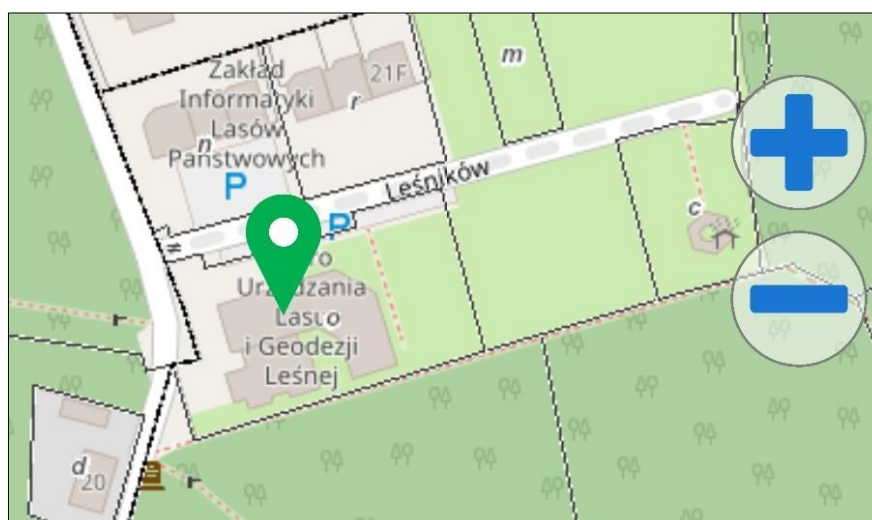 m
Zakład
Informatyki
Lasów
Państwowych
21F
r
n
P
Leśników
P
c
Urządzania
Lasu
o
i Geodezji
Leśnej
d
20